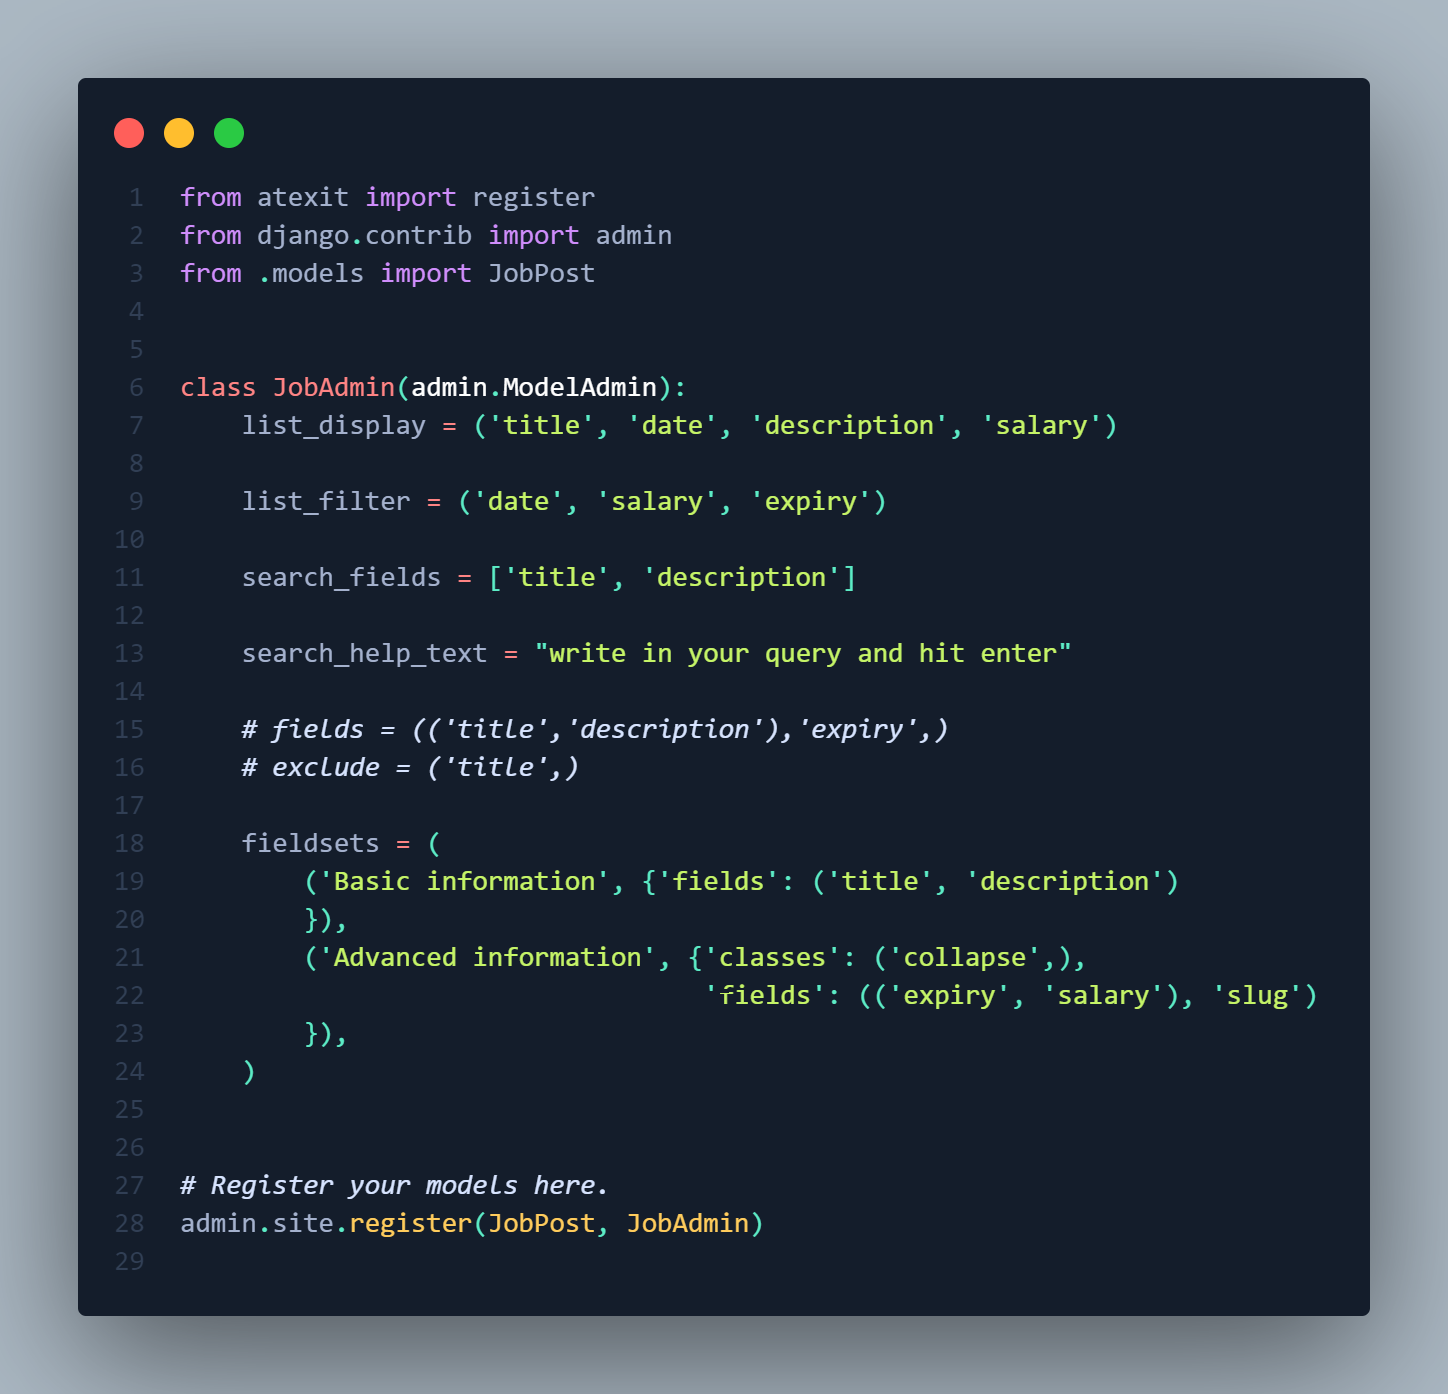 1 from atexit import register
2 from django.contrib import admin
3 from .models import JobPost
4
5
6 class JobAdmin(admin.ModelAdmin):
7     list_display = ('title', 'date', 'description', 'salary')
8
9     list_filter = ('date', 'salary', 'expiry')
10
11     search_fields = ['title', 'description']
12
13     search_help_text = "write in your query and hit enter"
14
15     # fields = (('title','description'),'expiry',)
16     # exclude = ('title',)
17
18     fieldsets = (
19         ('Basic information', {'fields': ('title', 'description')
20         }),
21         ('Advanced information', {'classes': ('collapse',),
22                                   'fields': (('expiry', 'salary'), 'slug')
23         }),
24     )
25
26
27 # Register your models here.
28 admin.site.register(JobPost, JobAdmin)
29